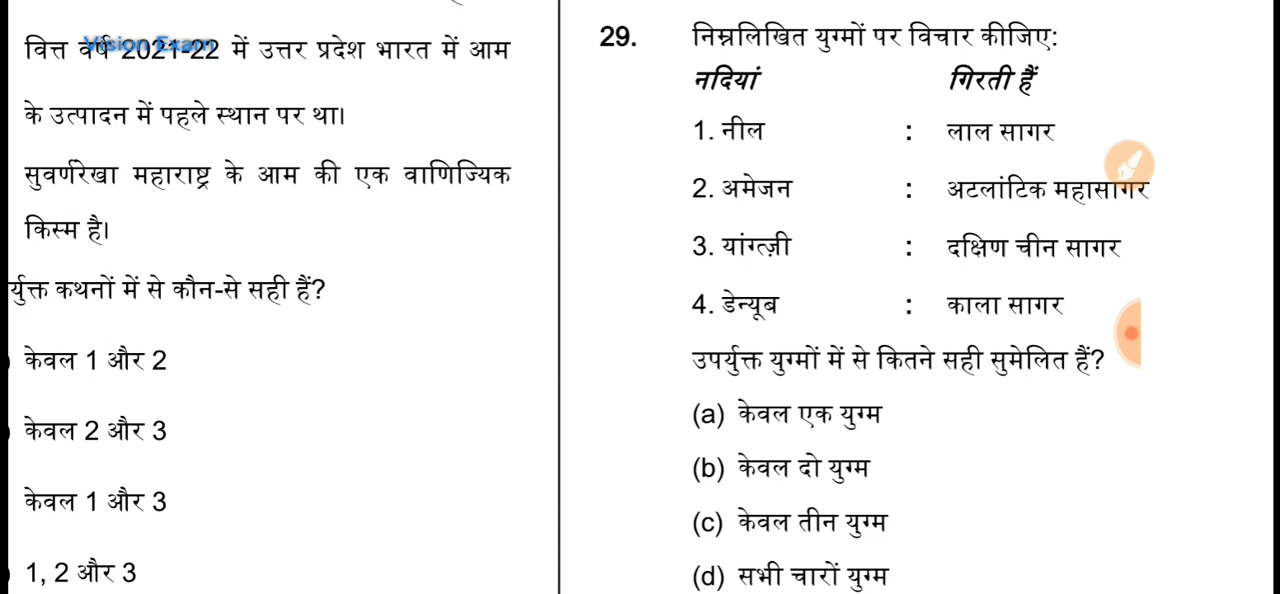 वित्त वर्ष 2021-22 में उत्तर प्रदेश भारत में आम
Vision Exam
के उत्पादन में पहले स्थान पर था।
सुवर्णरेखा महाराष्ट्र के आम की एक वाणिज्यिक
किस्म है।
र्युक्त कथनों में से कौन-से सही हैं?
केवल 1 और 2
केवल 2 और 3
केवल 1 और 3
1, 2 और 3
29. निम्नलिखित युग्मों पर विचार कीजिए:
नदियां गिरती हैं
1. नील : लाल सागर
2. अमेजन : अटलांटिक महासागर
3. यांग्त्ज़ी : दक्षिण चीन सागर
4. डेन्यूब : काला सागर
उपर्युक्त युग्मों में से कितने सही सुमेलित हैं?
(a) केवल एक युग्म
(b) केवल दो युग्म
(c) केवल तीन युग्म
(d) सभी चारों युग्म